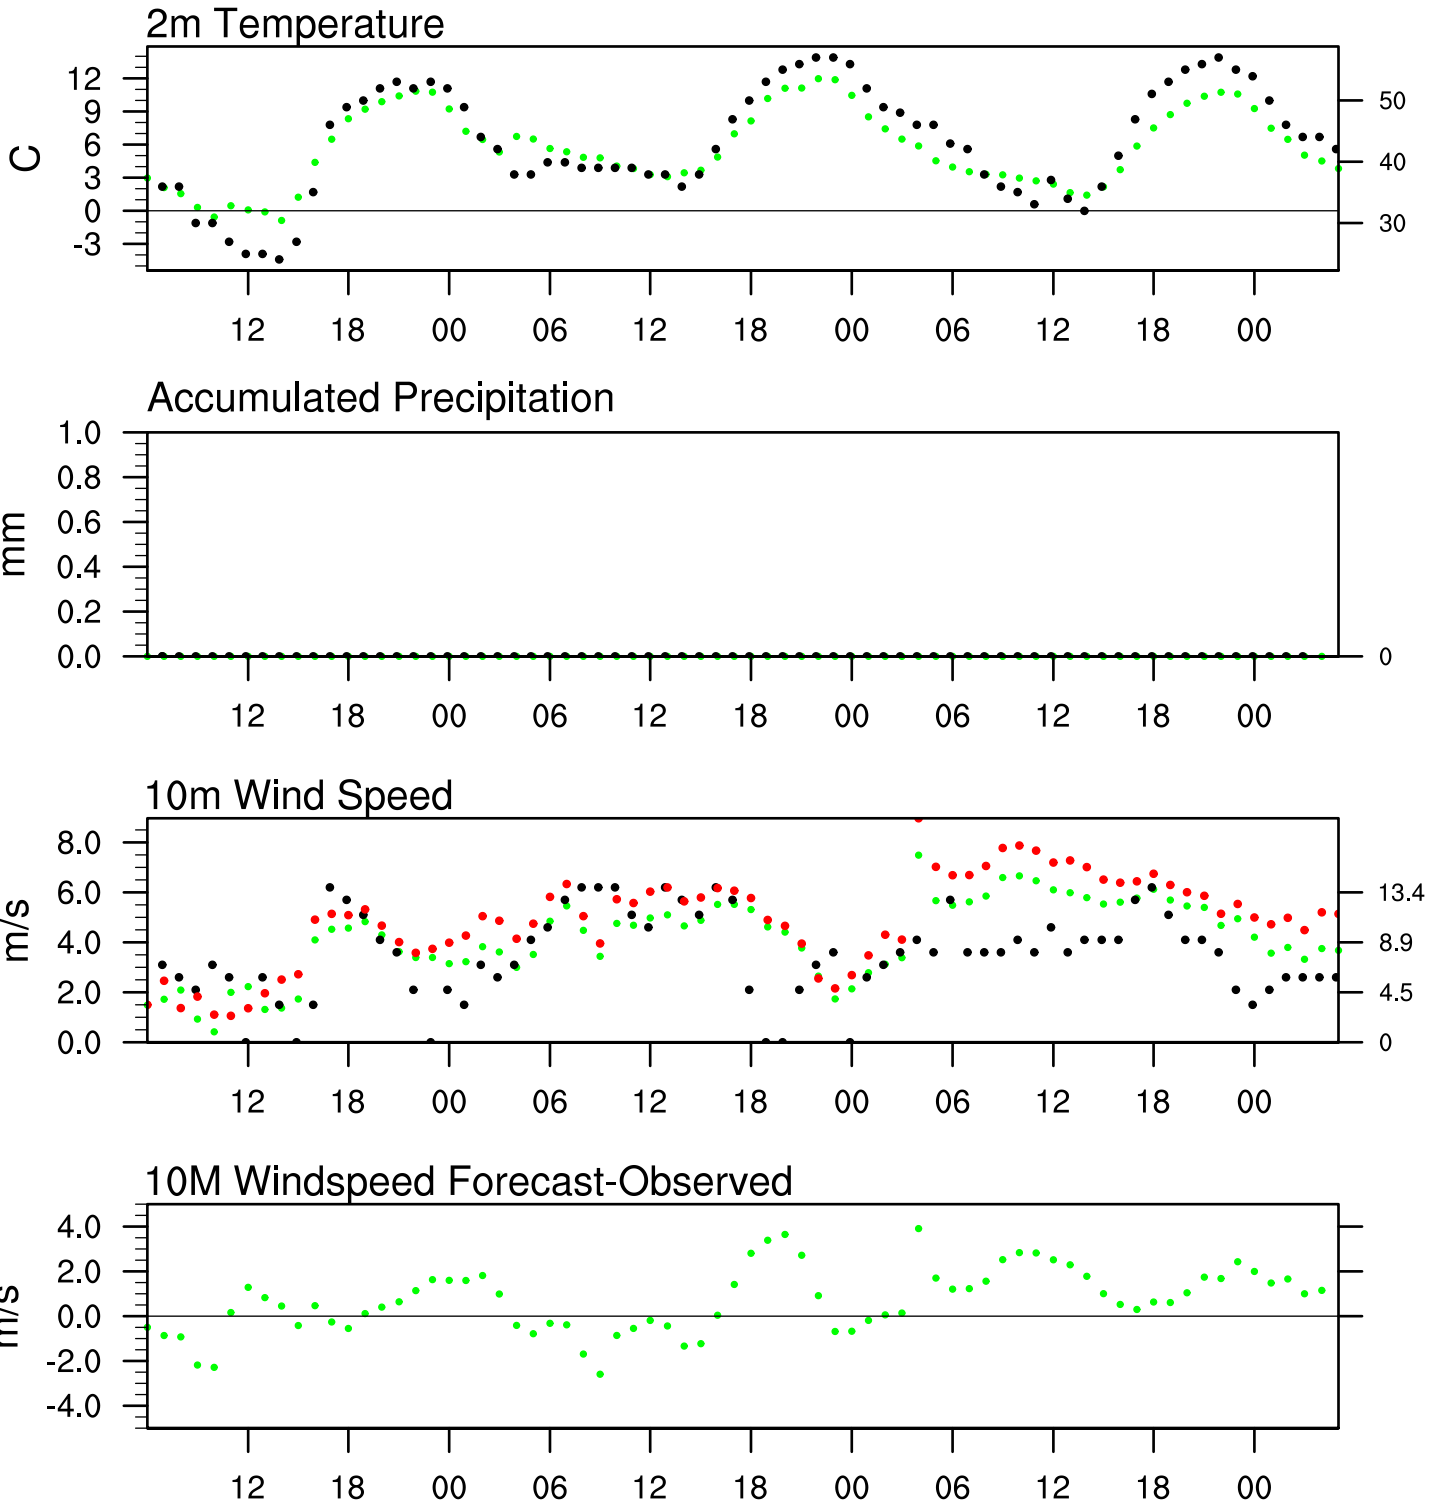 2m Temperature
12
9
6
3
0
-3
C
50
40
30
12 18 00 06 12 18 00 06 12 18 00
Accumulated Precipitation
1.0
0.8
0.6
0.4
0.2
0.0
mm
0
12 18 00 06 12 18 00 06 12 18 00
10m Wind Speed
8.0
6.0
4.0
2.0
0.0
m/s
13.4
8.9
4.5
0
12 18 00 06 12 18 00 06 12 18 00
10M Windspeed Forecast-Observed
4.0
2.0
0.0
-2.0
-4.0
m/s
12 18 00 06 12 18 00 06 12 18 00